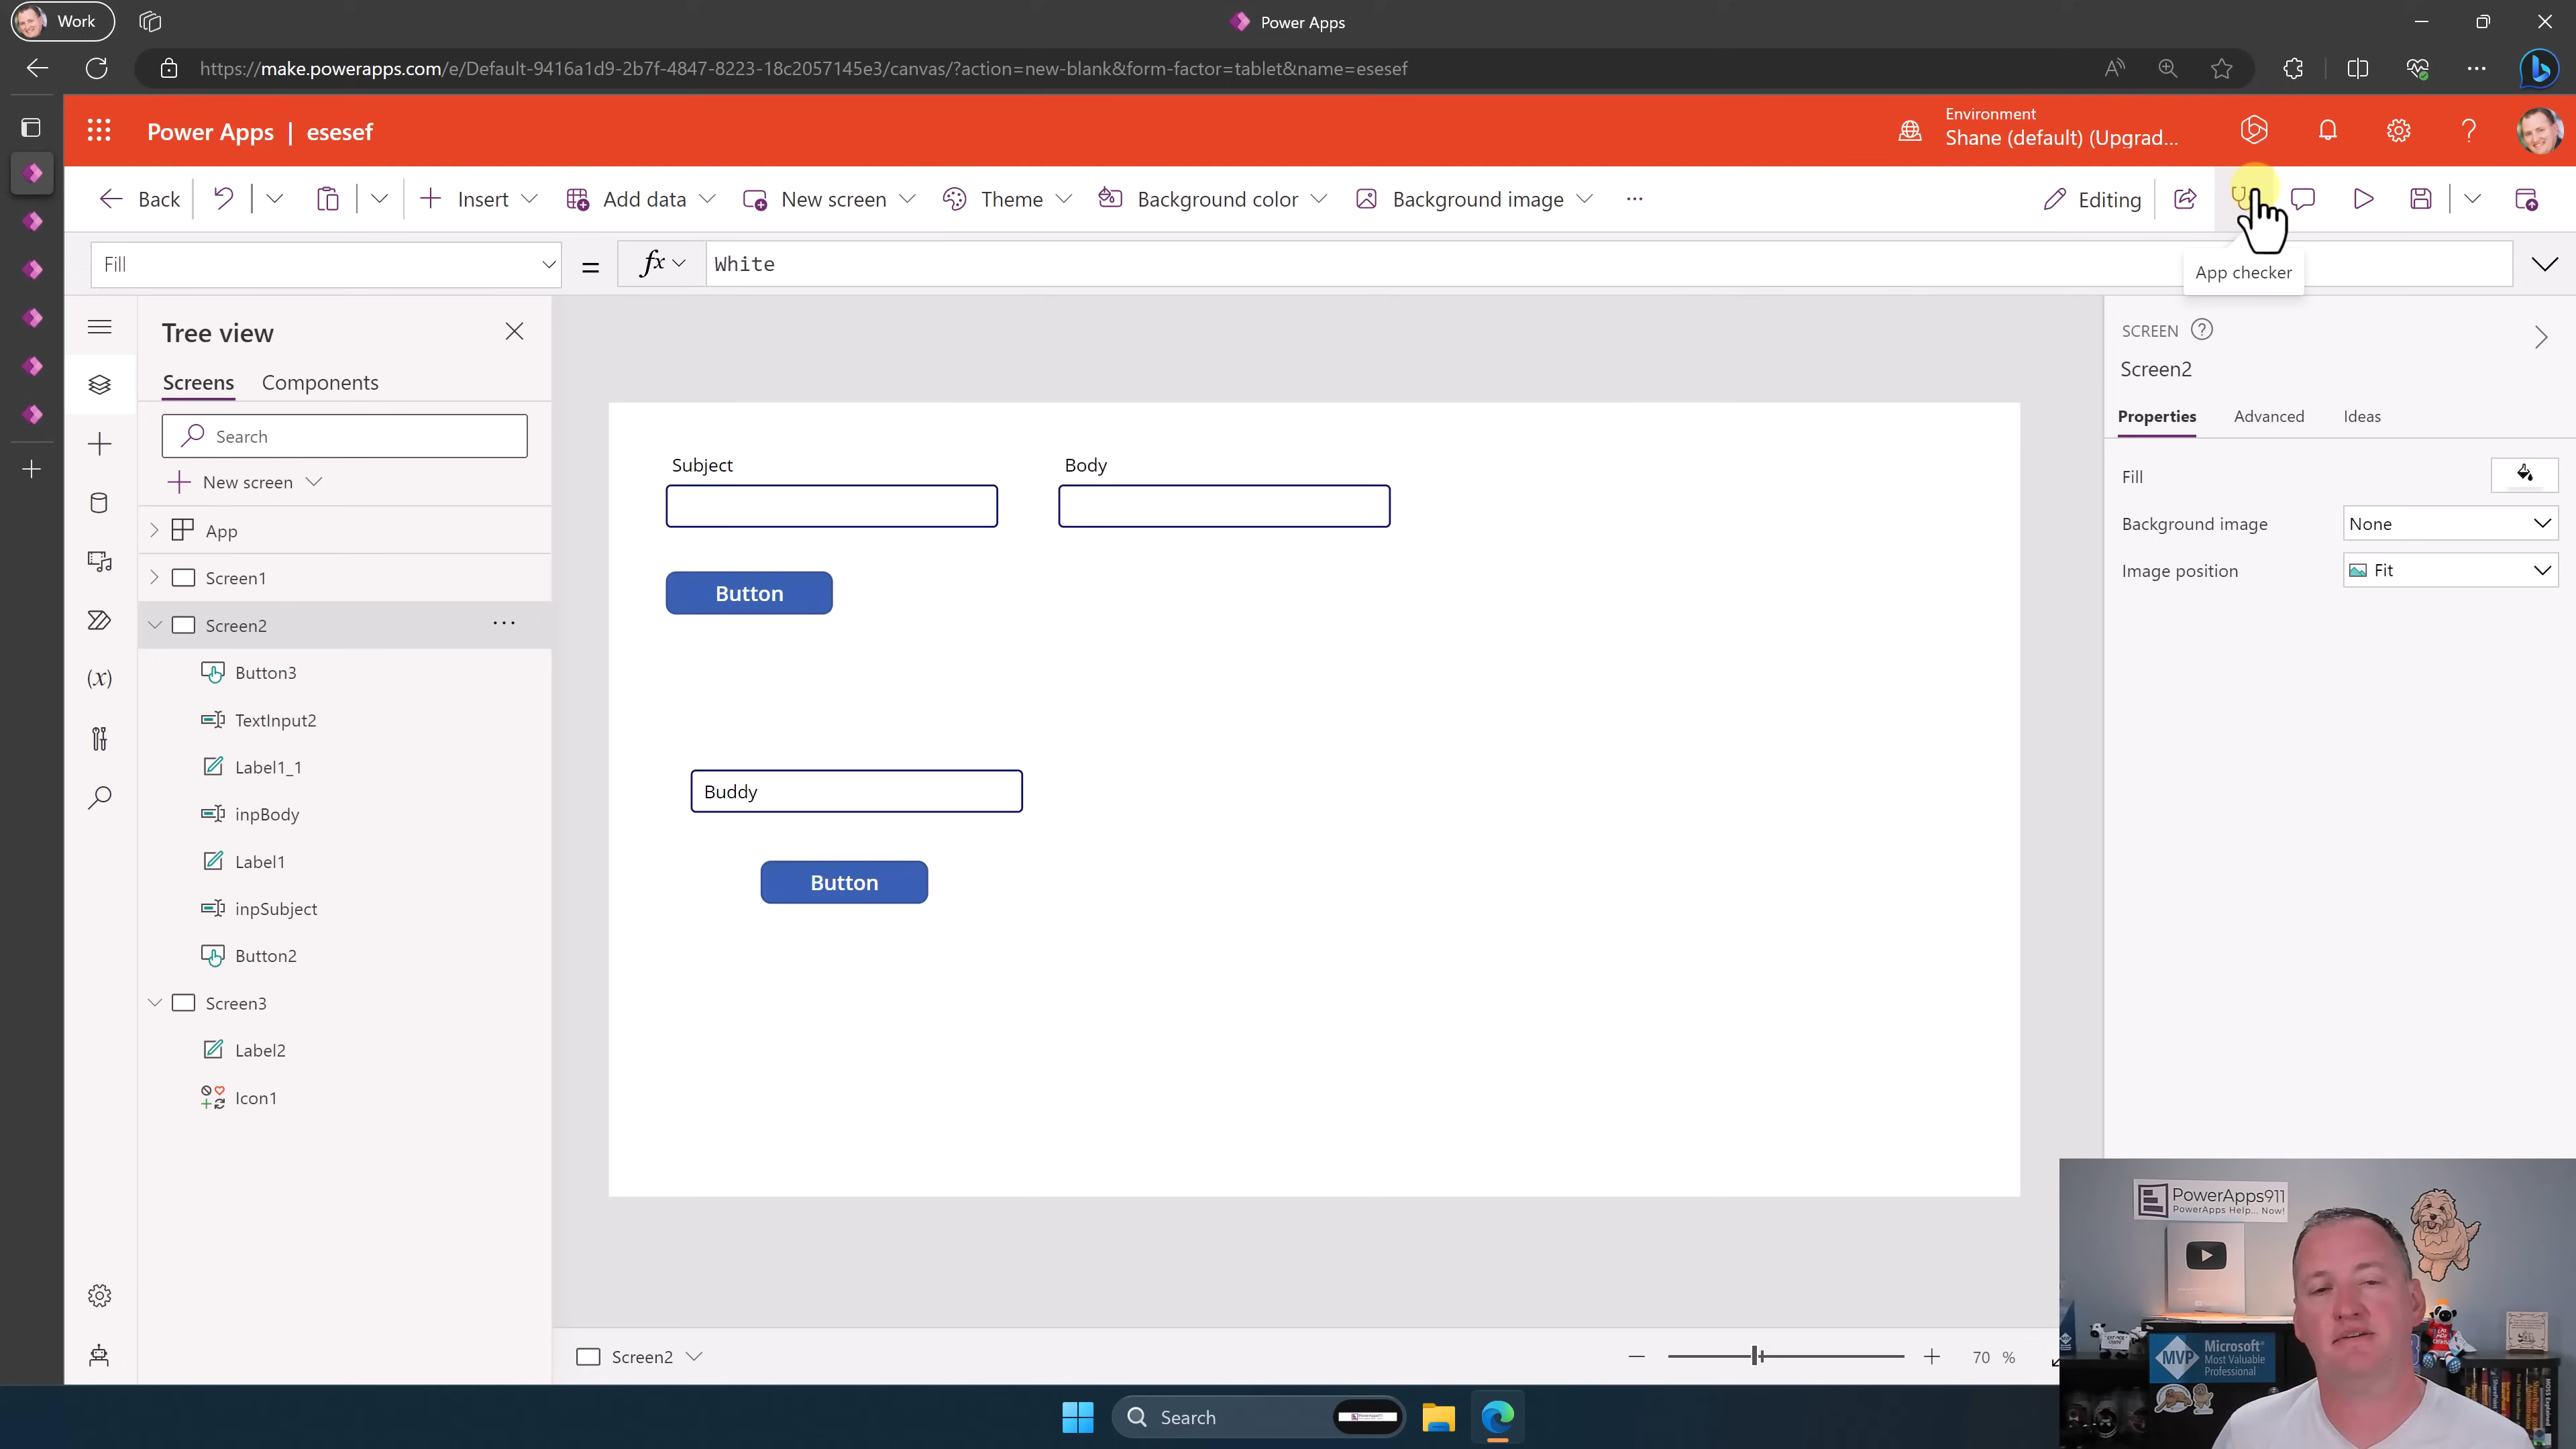 Work
Power Apps
https://make.powerapps.com/e/Default-9416a1d9-2b7f-4847-8223-18c2057145e3/canvas/?action=new-blank&form-factor=tablet&name=esesef
Power Apps | esesef
Environment
Shane (default) (Upgrad...
Back
Insert
Add data
New screen
Theme
Background color
Background image
Editing
Fill
=
fx
White
App checker
Tree view
Screens
Components
Search
New screen
App
Screen1
Screen2
Button3
TextInput2
Label1_1
inpBody
Label1
inpSubject
Button2
Screen3
Label2
Icon1
Subject
Body
Button
Buddy
Button
SCREEN
Screen2
Properties
Advanced
Ideas
Fill
Background image
None
Image position
Fit
Screen2
70 %
PowerApps911
PowerApps Help... Now!
MVP
Microsoft
Most Valuable
Professional
Search